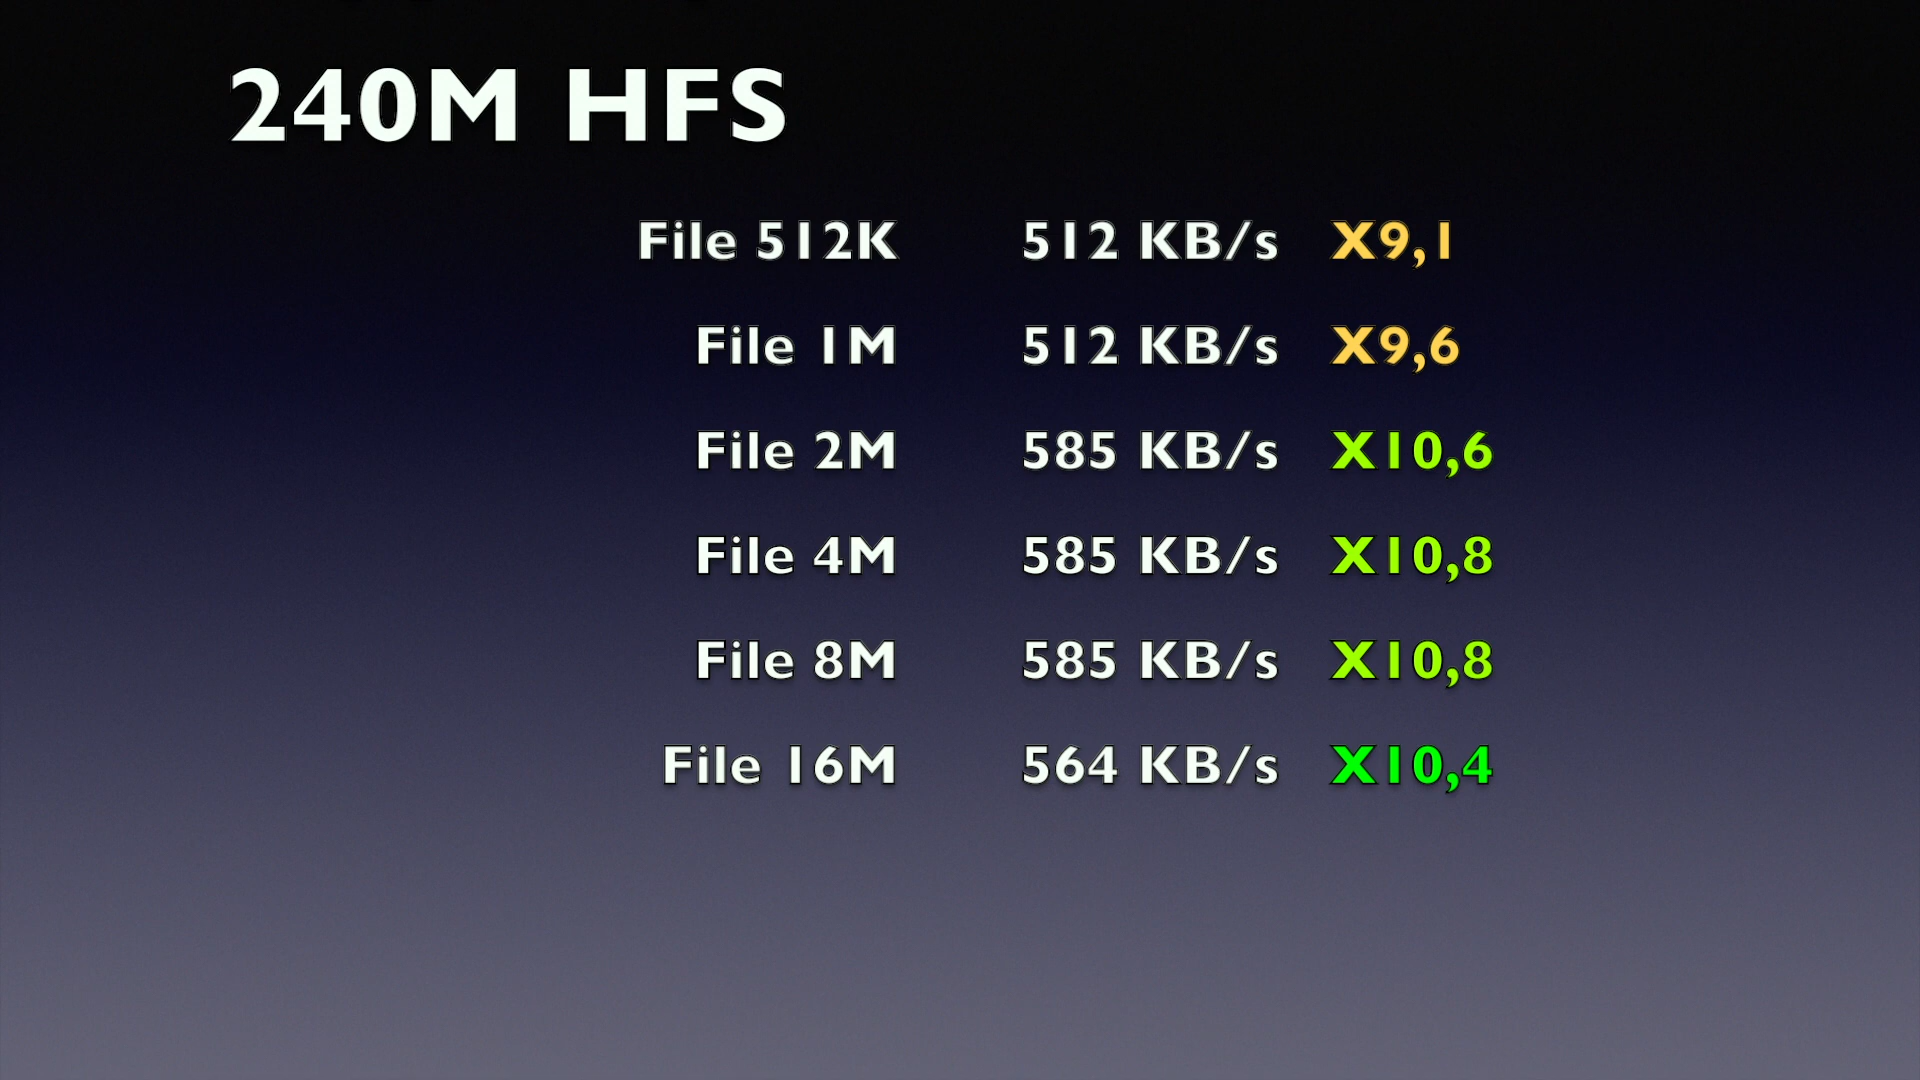 240M HFS
File 512K 512 KB/s X9,1
File 1M 512 KB/s X9,6
File 2M 585 KB/s X10,6
File 4M 585 KB/s X10,8
File 8M 585 KB/s X10,8
File 16M 564 KB/s X10,4